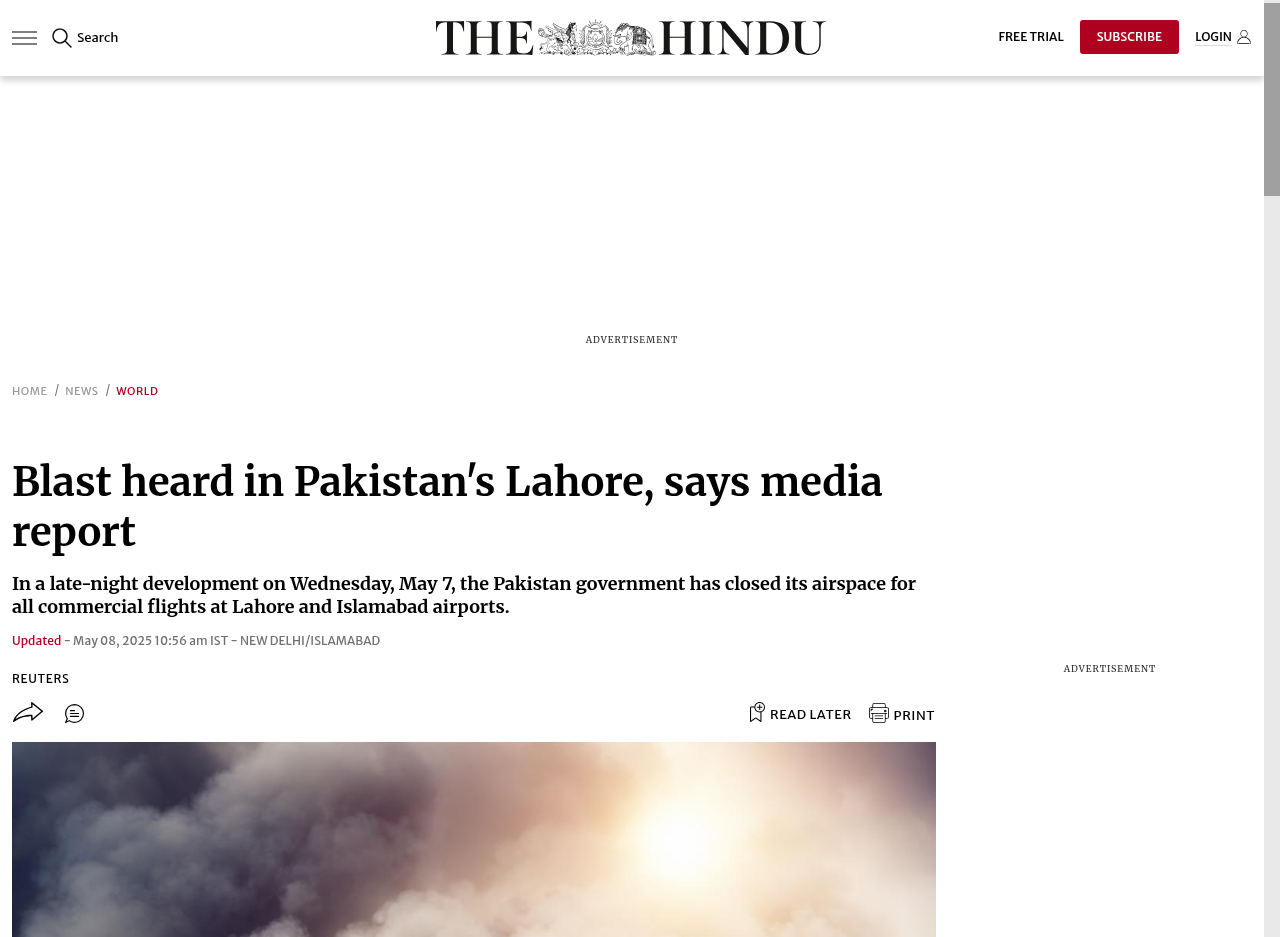 Search
THE HINDU
FREE TRIAL
SUBSCRIBE
LOGIN
ADVERTISEMENT
HOME / NEWS / WORLD
Blast heard in Pakistan's Lahore, says media
report
In a late-night development on Wednesday, May 7, the Pakistan government has closed its airspace for
all commercial flights at Lahore and Islamabad airports.
Updated - May 08, 2025 10:56 am IST - NEW DELHI/ISLAMABAD
ADVERTISEMENT
REUTERS
READ LATER
PRINT